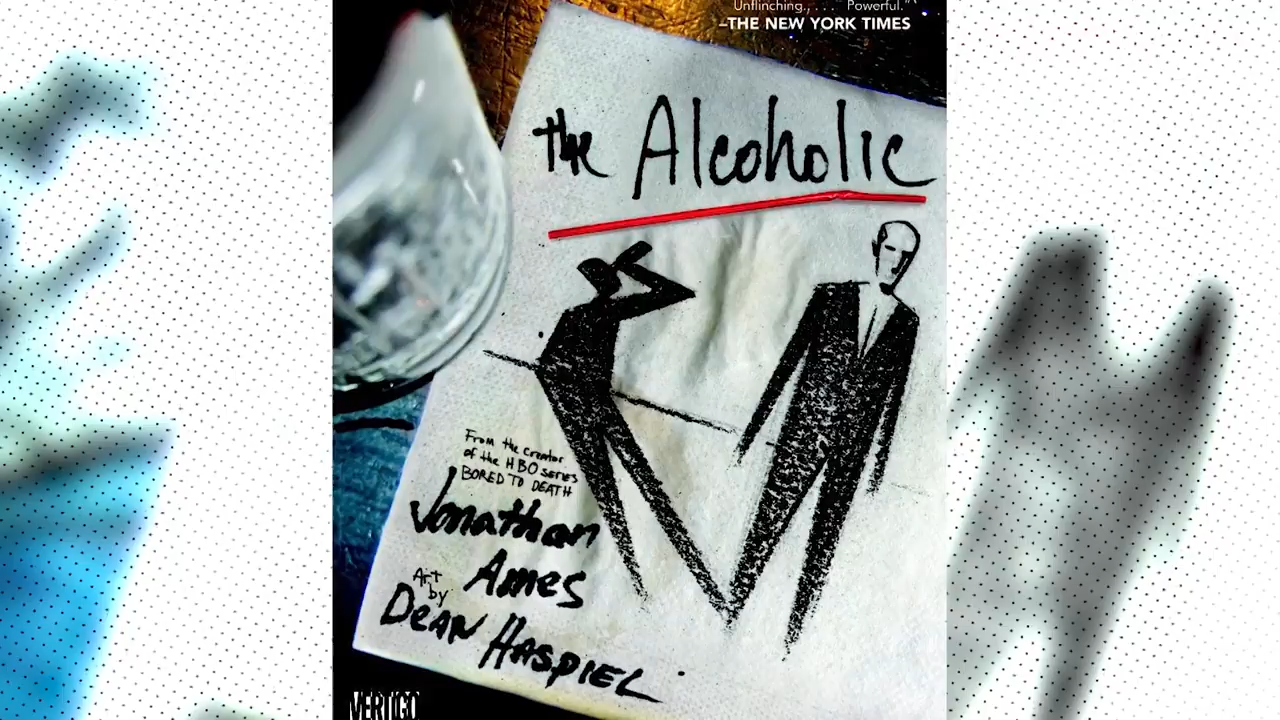 Unflinching. . . . Powerful."
–THE NEW YORK TIMES
the Alcoholic
From the creator
of the HBO series
BORED TO DEATH
Jonathan
Ames
Art
by
Dean Haspiel
VERTIGO